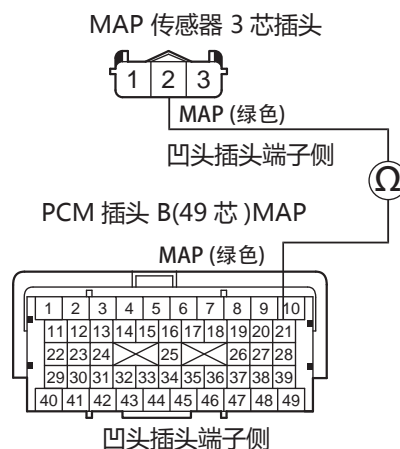 MAP 传感器 3 芯插头
1 2 3
MAP (绿色)
凹头插头端子侧
Ω
PCM 插头 B(49 芯 )MAP
MAP (绿色)
1 2 3 4 5 6 7 8 9 10
11 12 13 14 15 16 17 18 19 20 21
22 23 24 25 26 27 28
29 30 31 32 33 34 35 36 37 38 39
40 41 42 43 44 45 46 47 48 49
凹头插头端子侧